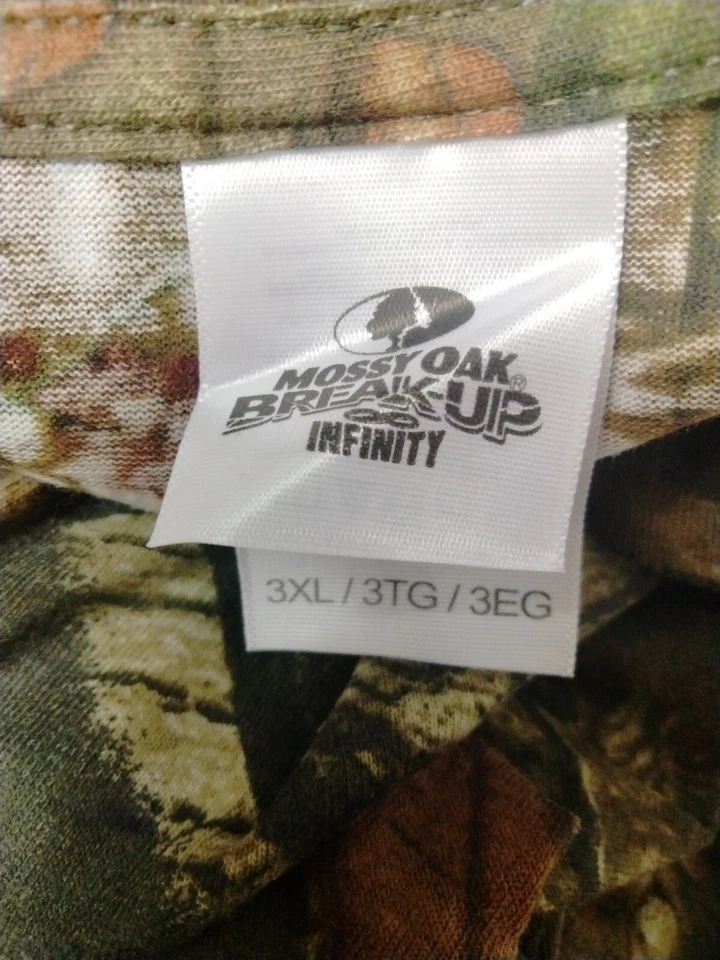 MOSSY OAK®
BREAK-UP
INFINITY
3XL / 3TG / 3EG